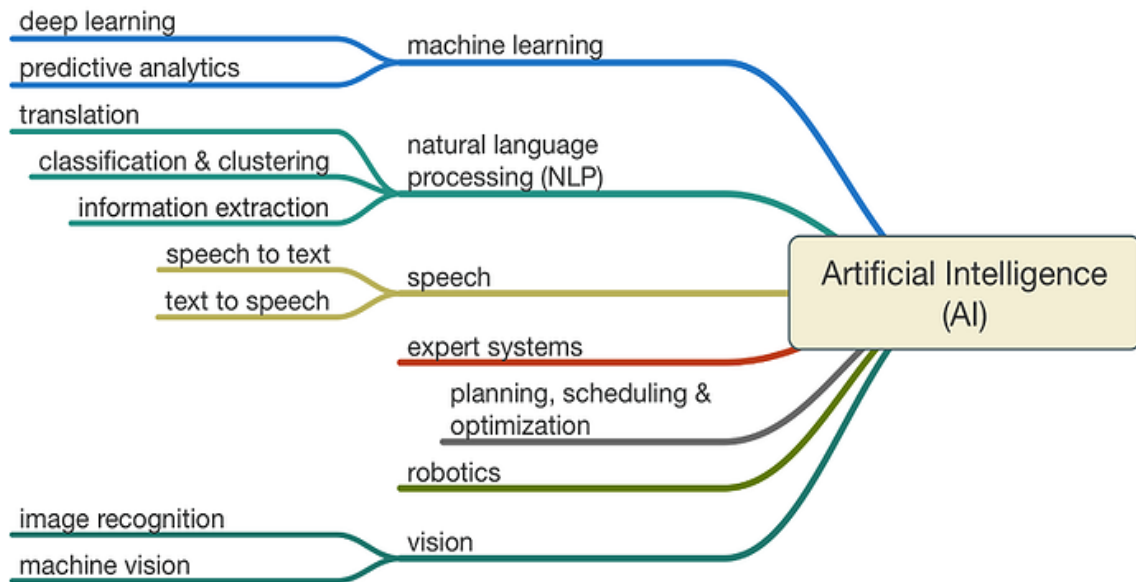 deep learning
predictive analytics
machine learning
translation
classification & clustering
information extraction
natural language
processing (NLP)
speech to text
text to speech
speech
expert systems
planning, scheduling &
optimization
robotics
image recognition
machine vision
vision
Artificial Intelligence
(AI)